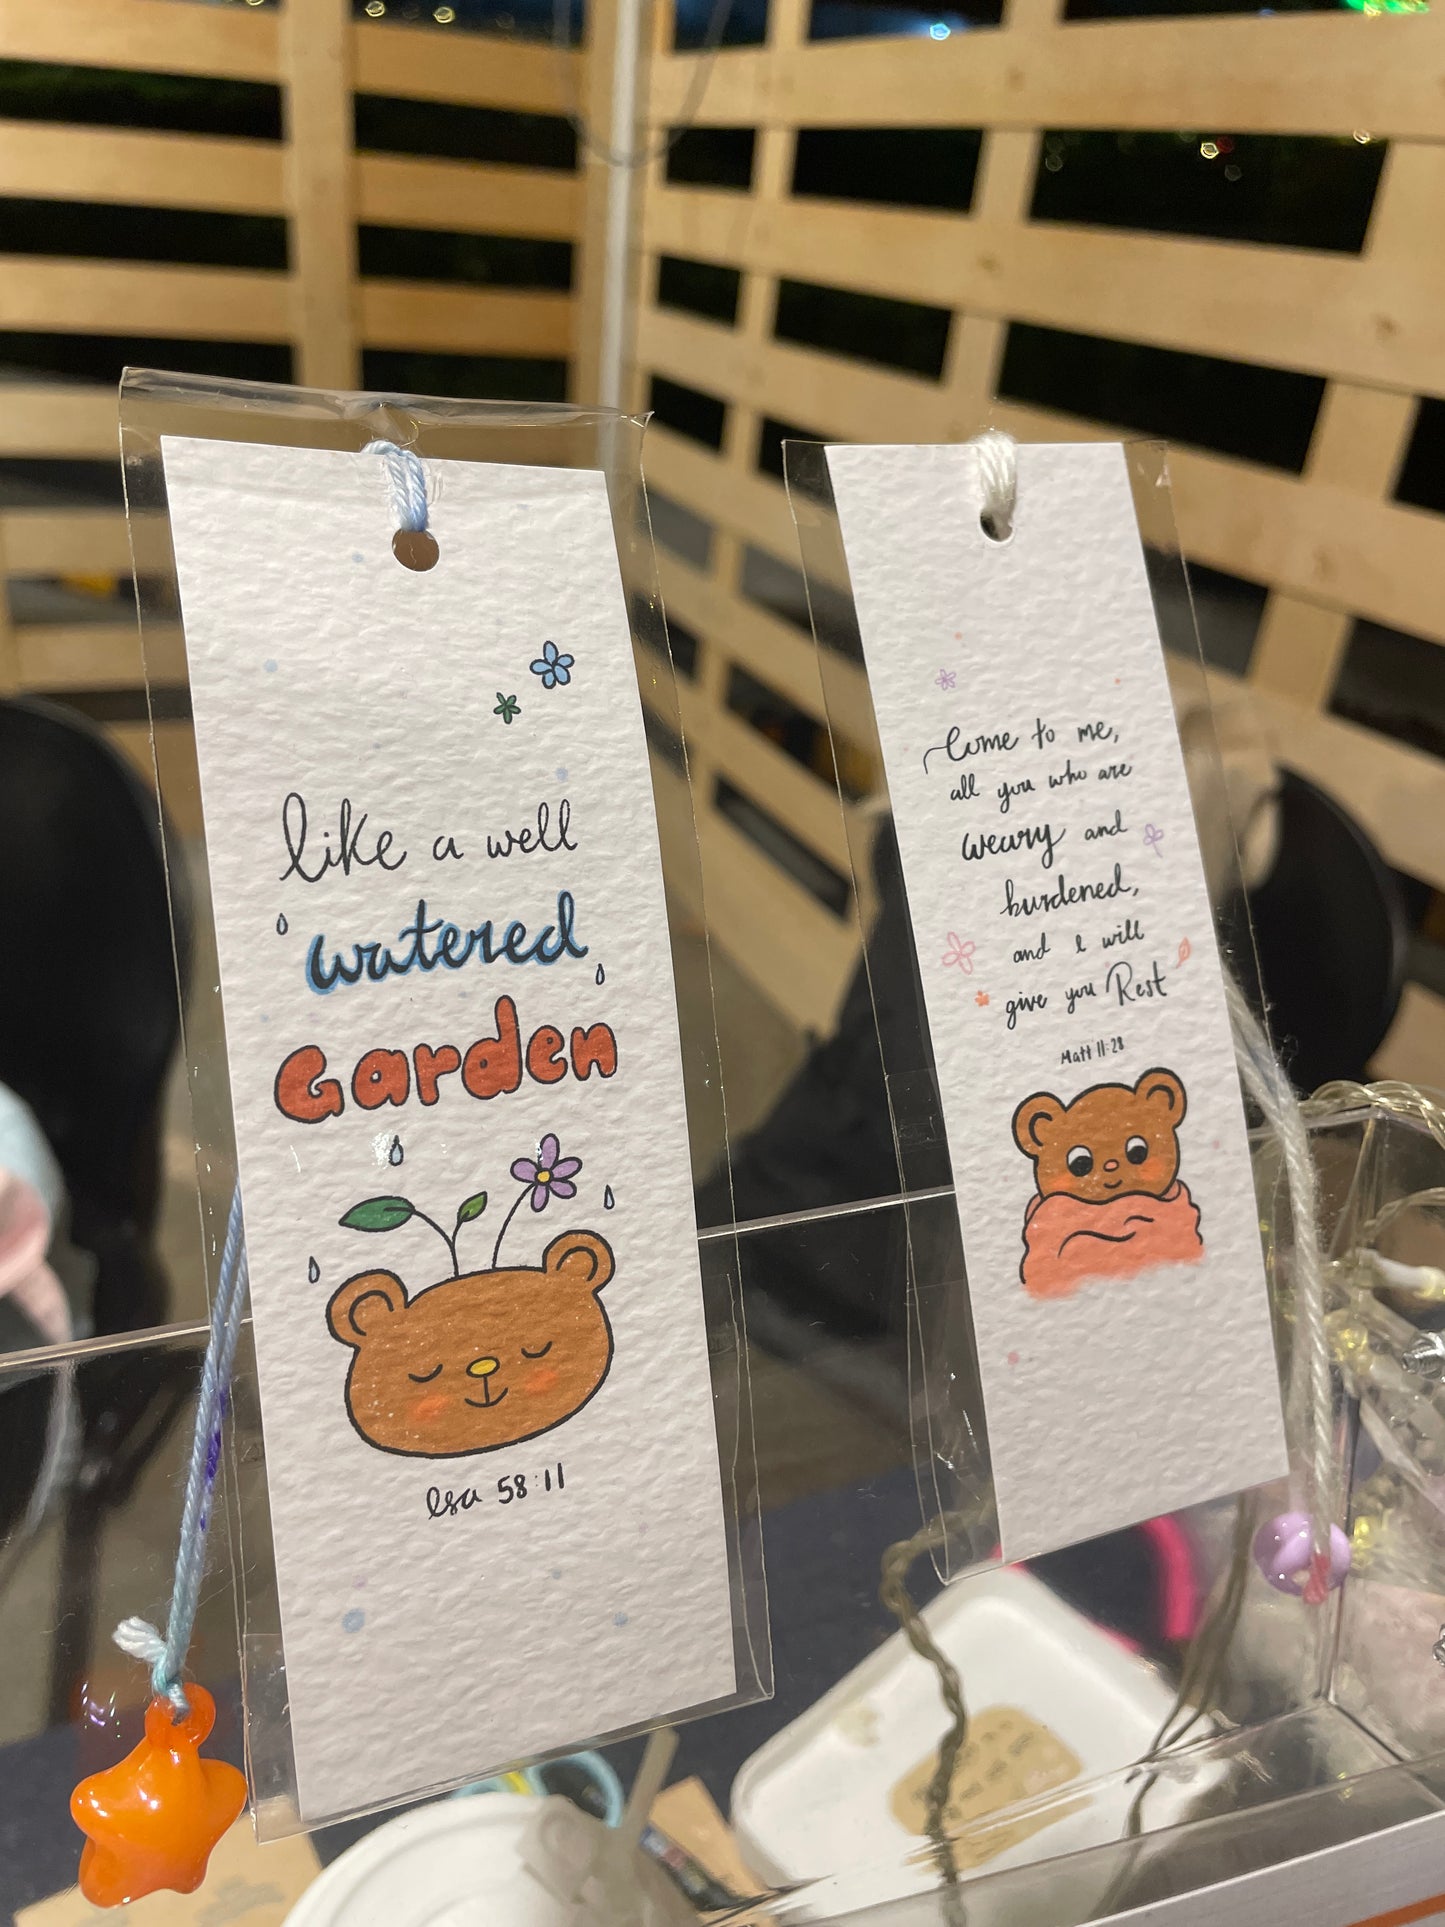 like a well
watered
Garden
Isa 58:11
Come to me,
all you who are
weary and
burdened,
and I will
give you Rest
Matt 11:28